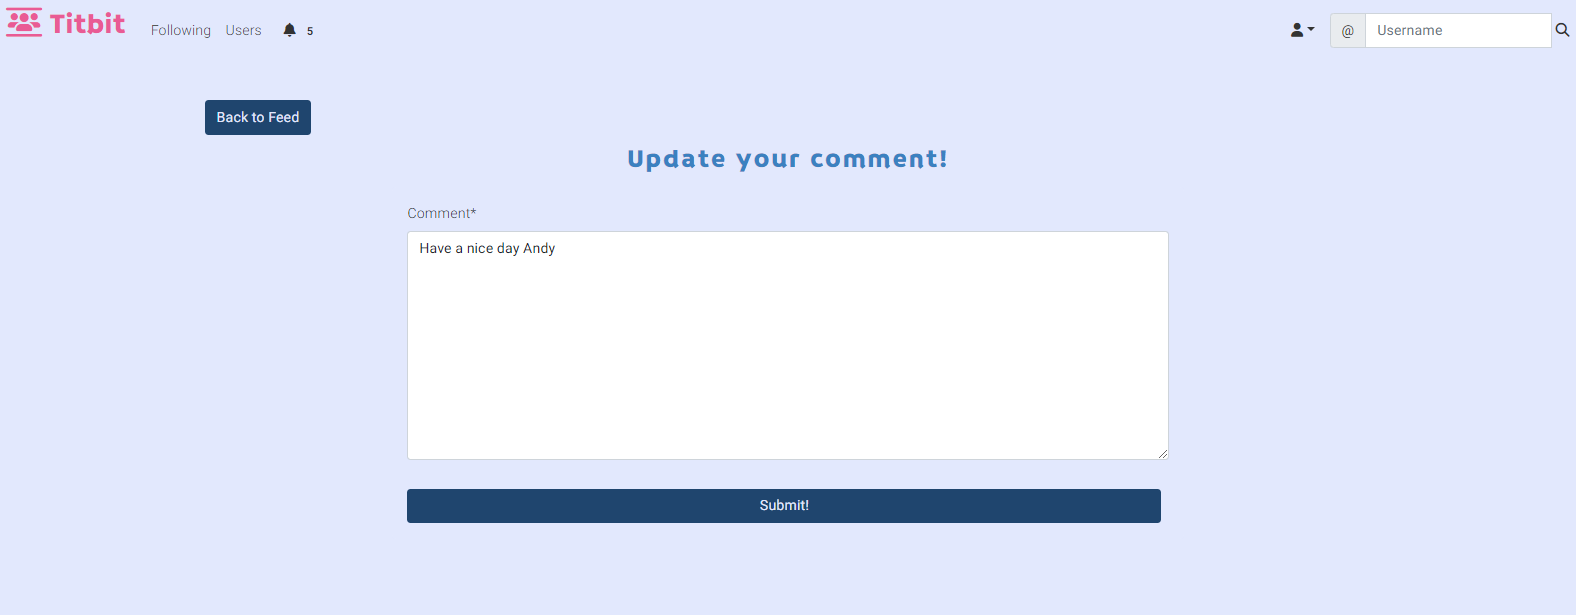 Titbit Following Users 5 @ Username
Back to Feed
Update your comment!
Comment*
Have a nice day Andy
Submit!